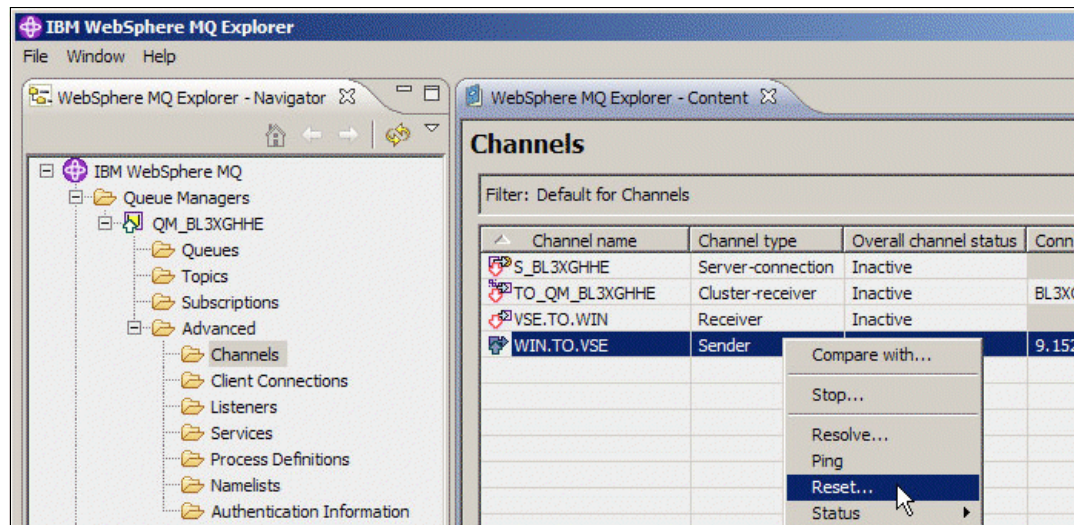 IBM WebSphere MQ Explorer
File Window Help
WebSphere MQ Explorer - Navigator
IBM WebSphere MQ
Queue Managers
QM_BL3XGHHE
Queues
Topics
Subscriptions
Advanced
Channels
Client Connections
Listeners
Services
Process Definitions
Namelists
Authentication Information
WebSphere MQ Explorer - Content
Channels
Filter: Default for Channels
Channel name Channel type Overall channel status Conn
S_BL3XGHHE Server-connection Inactive
TO_QM_BL3XGHHE Cluster-receiver Inactive BL3X
VSE.TO.WIN Receiver Inactive
WIN.TO.VSE Sender 9.152
Compare with...
Stop...
Resolve...
Ping
Reset...
Status